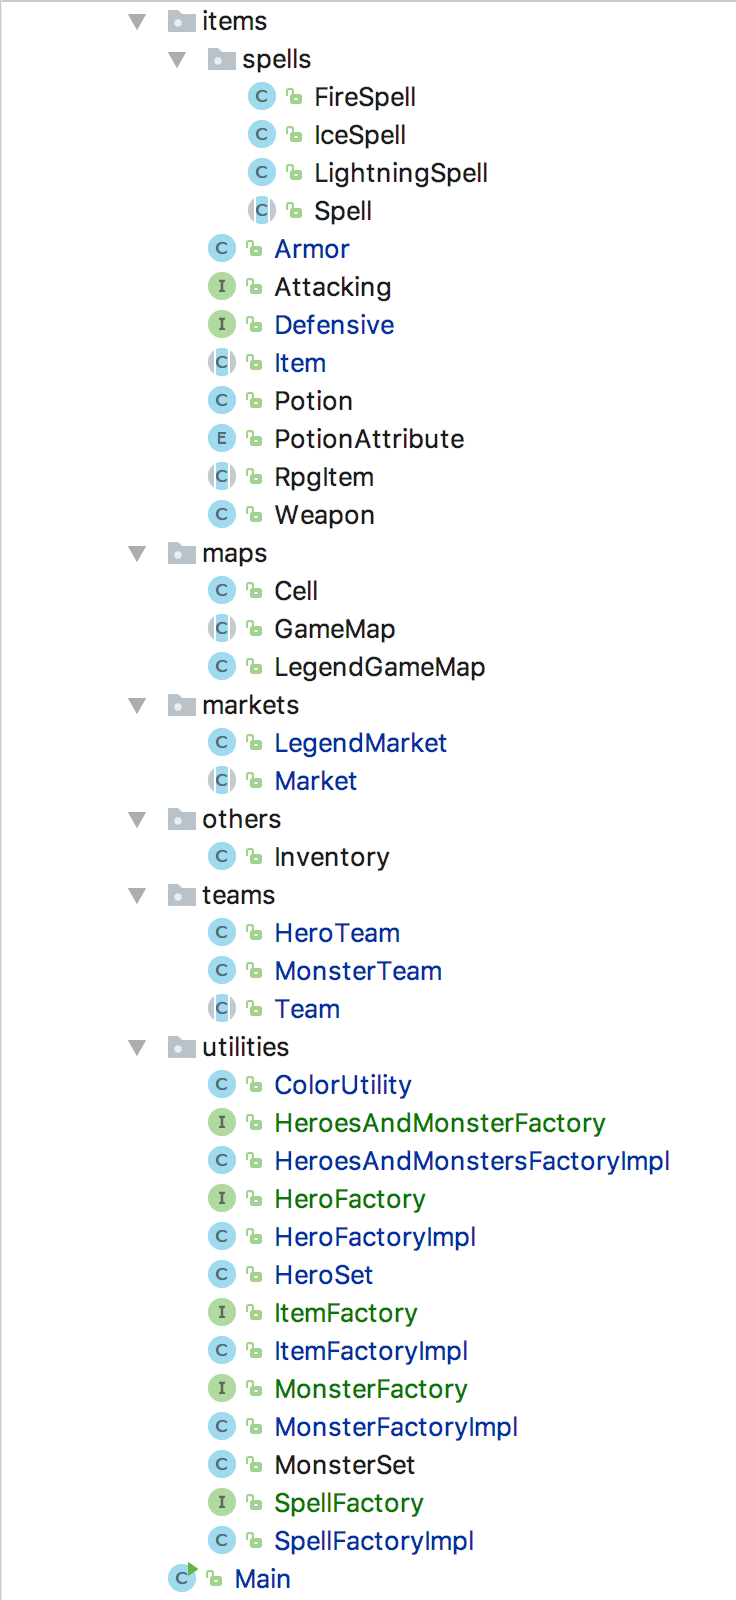 items
spells
C FireSpell
C IceSpell
C LightningSpell
C Spell
C Armor
I Attacking
I Defensive
C Item
C Potion
E PotionAttribute
C RpgItem
C Weapon
maps
C Cell
C GameMap
C LegendGameMap
markets
C LegendMarket
C Market
others
C Inventory
teams
C HeroTeam
C MonsterTeam
C Team
utilities
C ColorUtility
I HeroesAndMonsterFactory
C HeroesAndMonstersFactoryImpl
I HeroFactory
C HeroFactoryImpl
C HeroSet
I ItemFactory
C ItemFactoryImpl
I MonsterFactory
C MonsterFactoryImpl
C MonsterSet
I SpellFactory
C SpellFactoryImpl
C Main